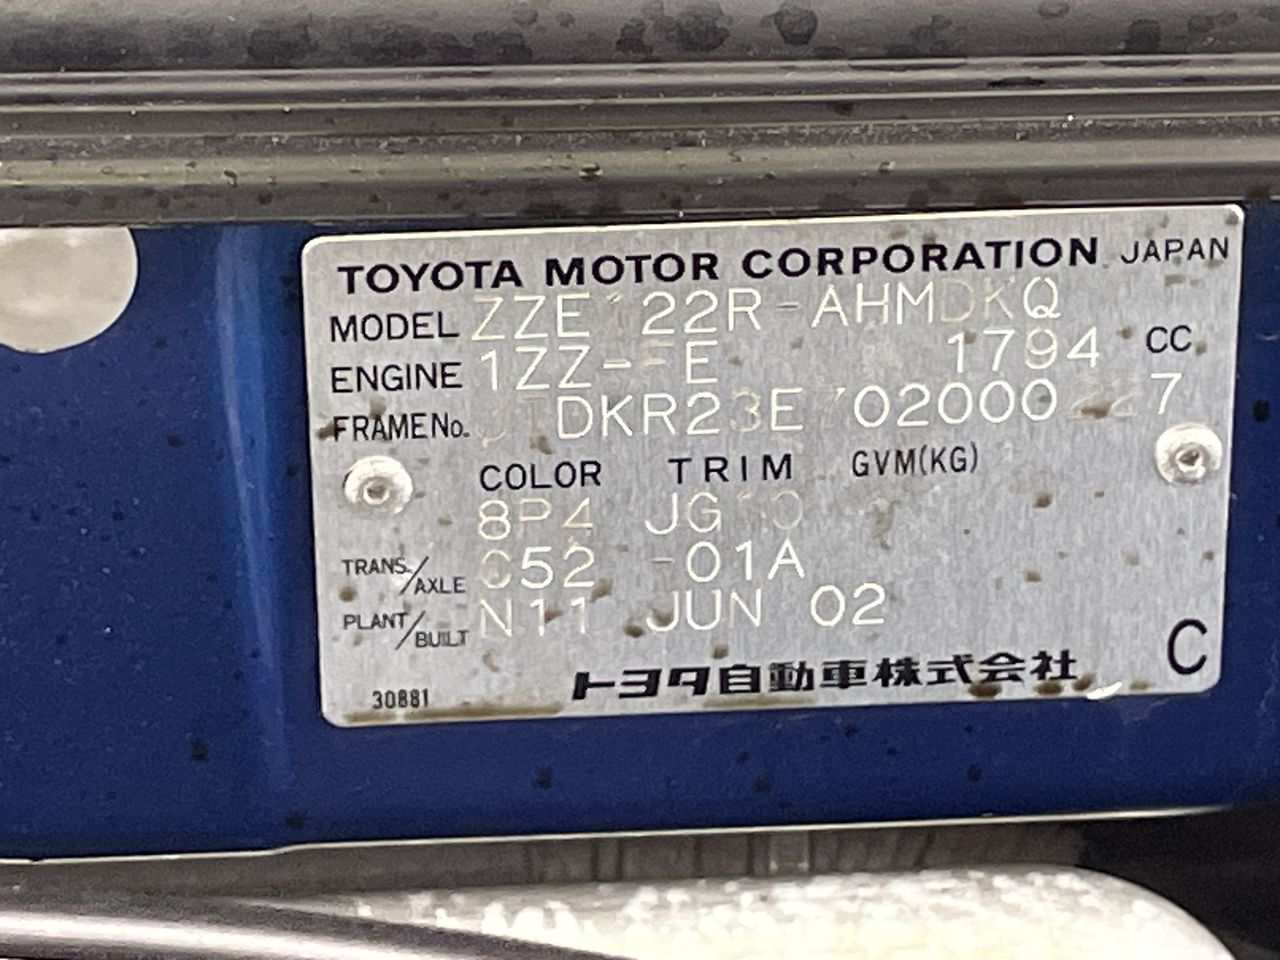 TOYOTA MOTOR CORPORATION JAPAN
MODEL ZZE122R-AHMDKQ
ENGINE 1ZZ-FE 1794 CC
FRAME No. JTDKR23E702000227
COLOR TRIM GVM(KG)
8P4 JG10
TRANS./AXLE C52 -01A
PLANT/BUILT N11 JUN 02
30881 トヨタ自動車株式会社 C